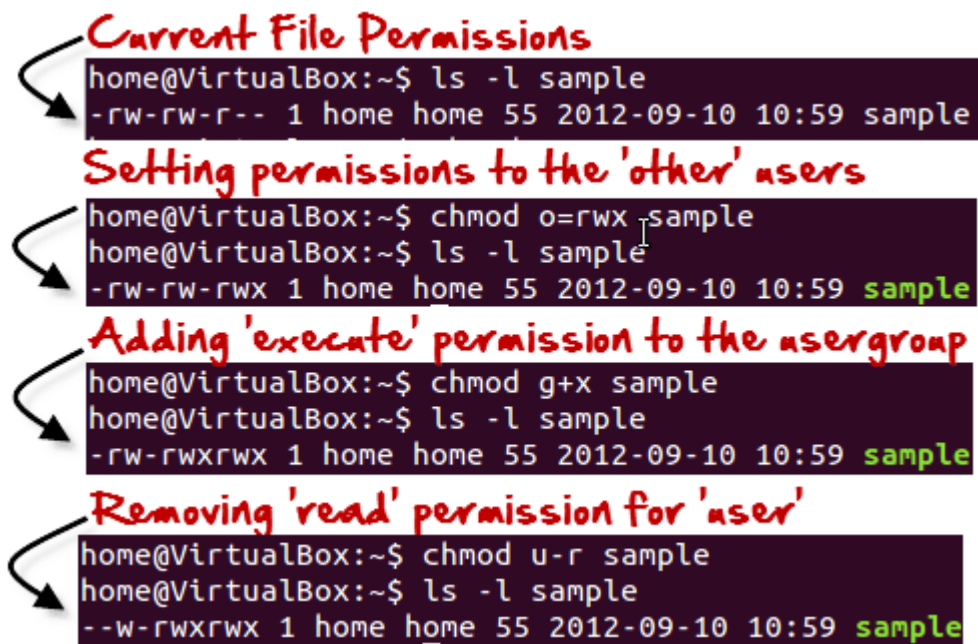 Current File Permissions
home@VirtualBox:~$ ls -l sample
-rw-rw-r-- 1 home home 55 2012-09-10 10:59 sample
Setting permissions to the 'other' users
home@VirtualBox:~$ chmod o=rwx sample
home@VirtualBox:~$ ls -l sample
-rw-rw-rwx 1 home home 55 2012-09-10 10:59 sample
Adding 'execute' permission to the usergroup
home@VirtualBox:~$ chmod g+x sample
home@VirtualBox:~$ ls -l sample
-rw-rwxrwx 1 home home 55 2012-09-10 10:59 sample
Removing 'read' permission for 'user'
home@VirtualBox:~$ chmod u-r sample
home@VirtualBox:~$ ls -l sample
--w-rwxrwx 1 home home 55 2012-09-10 10:59 sample